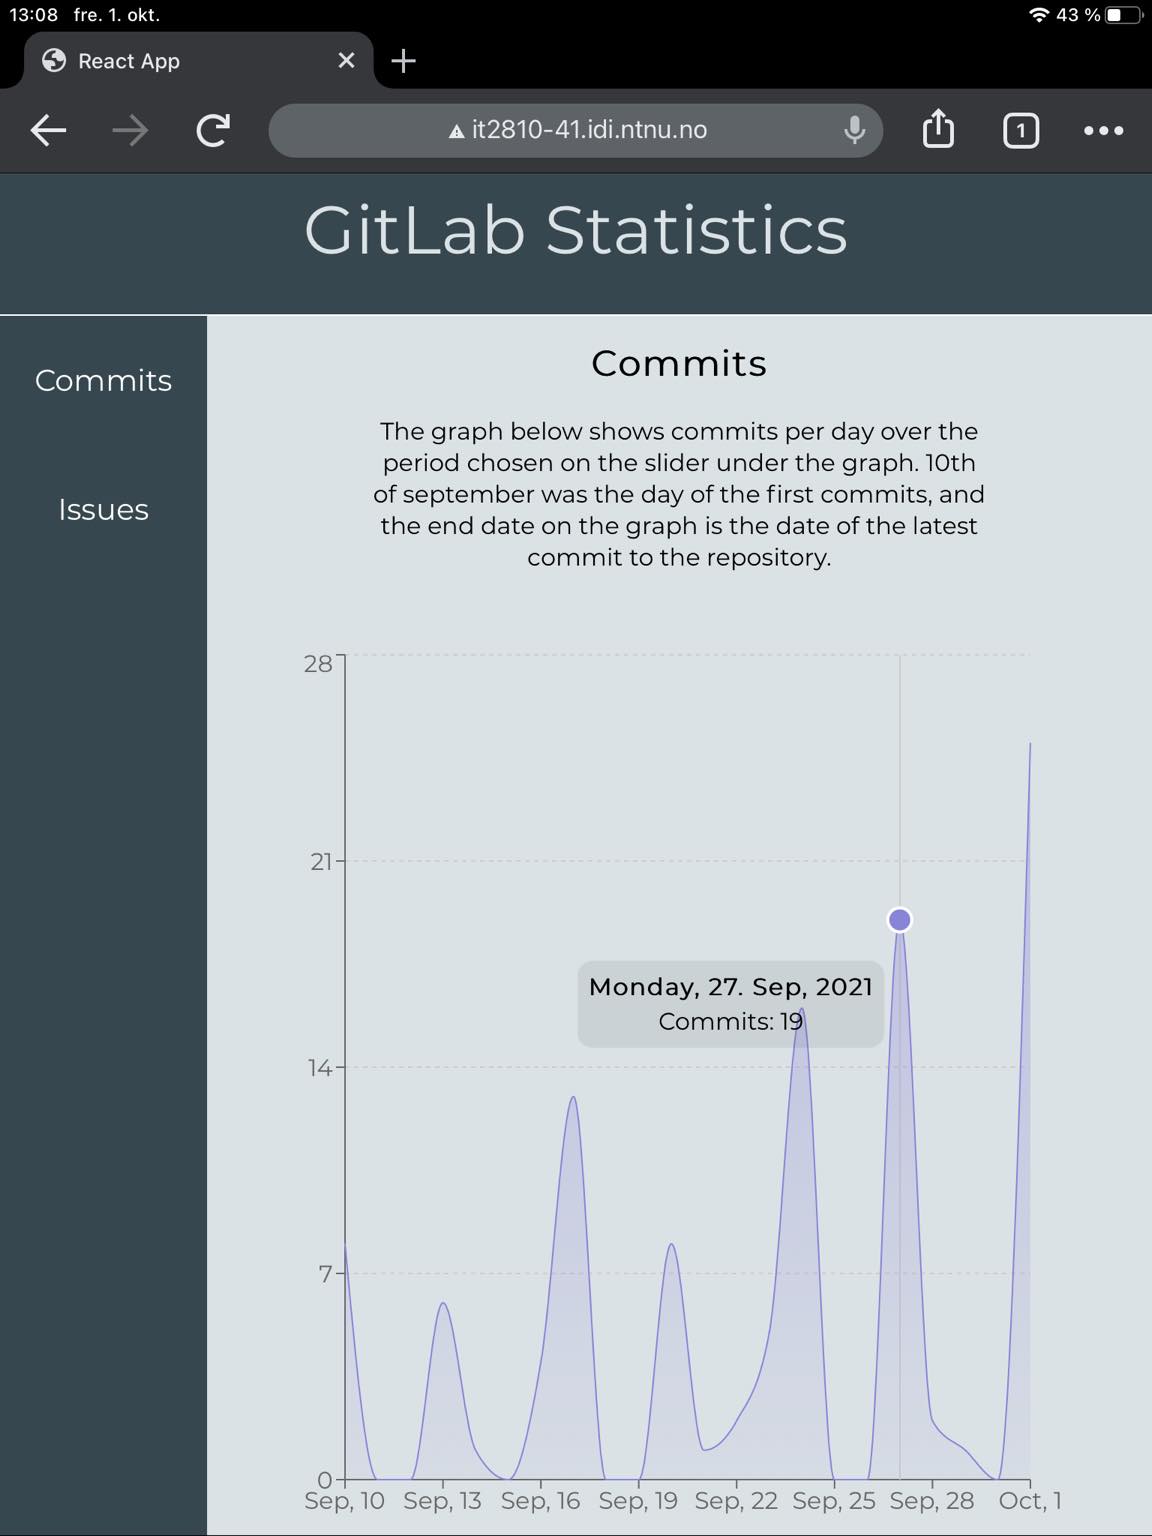 13:08 fre. 1. okt.
43 %
React App
it2810-41.idi.ntnu.no
1
GitLab Statistics
Commits
Issues
Commits
The graph below shows commits per day over the
period chosen on the slider under the graph. 10th
of september was the day of the first commits, and
the end date on the graph is the date of the latest
commit to the repository.
28
21
14
7
0
Monday, 27. Sep, 2021
Commits: 19
Sep, 10 Sep, 13 Sep, 16 Sep, 19 Sep, 22 Sep, 25 Sep, 28 Oct, 1